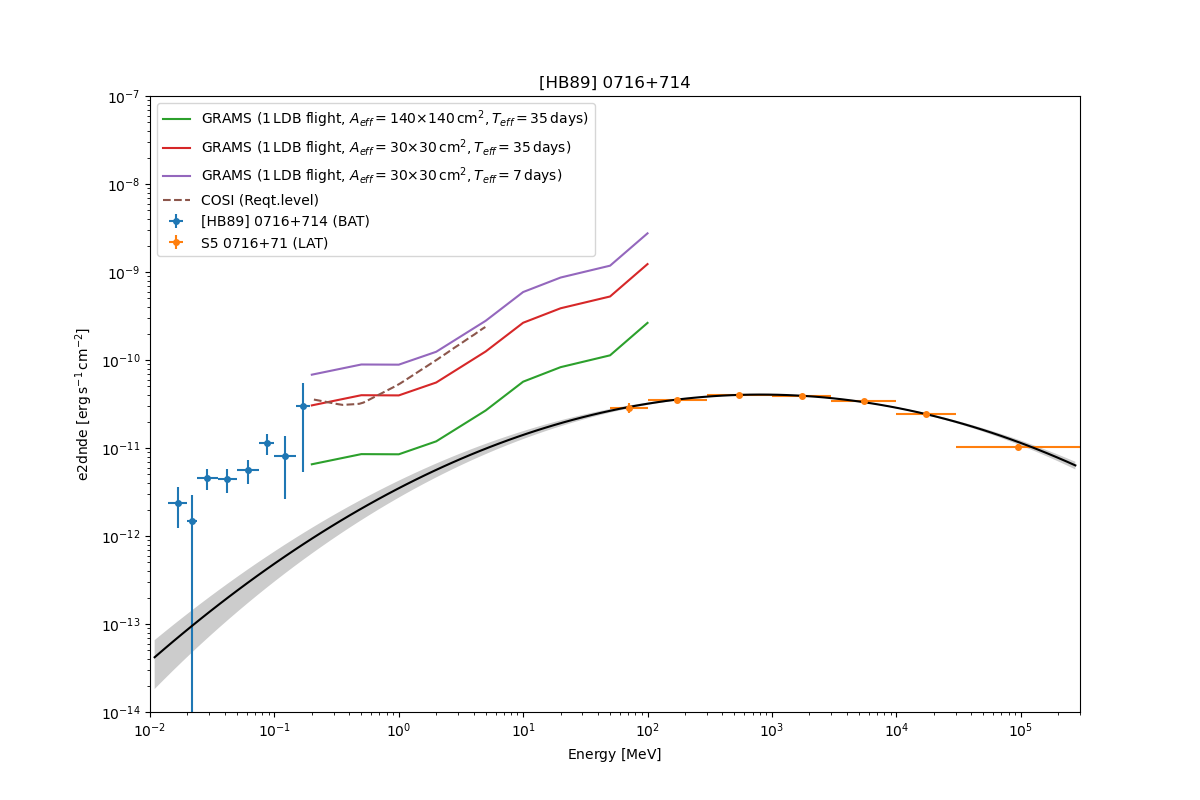 [HB89] 0716+714
10⁻⁷
10⁻⁸
10⁻⁹
10⁻¹⁰
10⁻¹¹
10⁻¹²
10⁻¹³
10⁻¹⁴
e2dnde [erg s⁻¹ cm⁻²]
GRAMS (1 LDB flight, A_eff = 140×140 cm², T_eff = 35 days)
GRAMS (1 LDB flight, A_eff = 30×30 cm², T_eff = 35 days)
GRAMS (1 LDB flight, A_eff = 30×30 cm², T_eff = 7 days)
COSI (Reqt.level)
[HB89] 0716+714 (BAT)
S5 0716+71 (LAT)
10⁻² 10⁻¹ 10⁰ 10¹ 10² 10³ 10⁴ 10⁵
Energy [MeV]